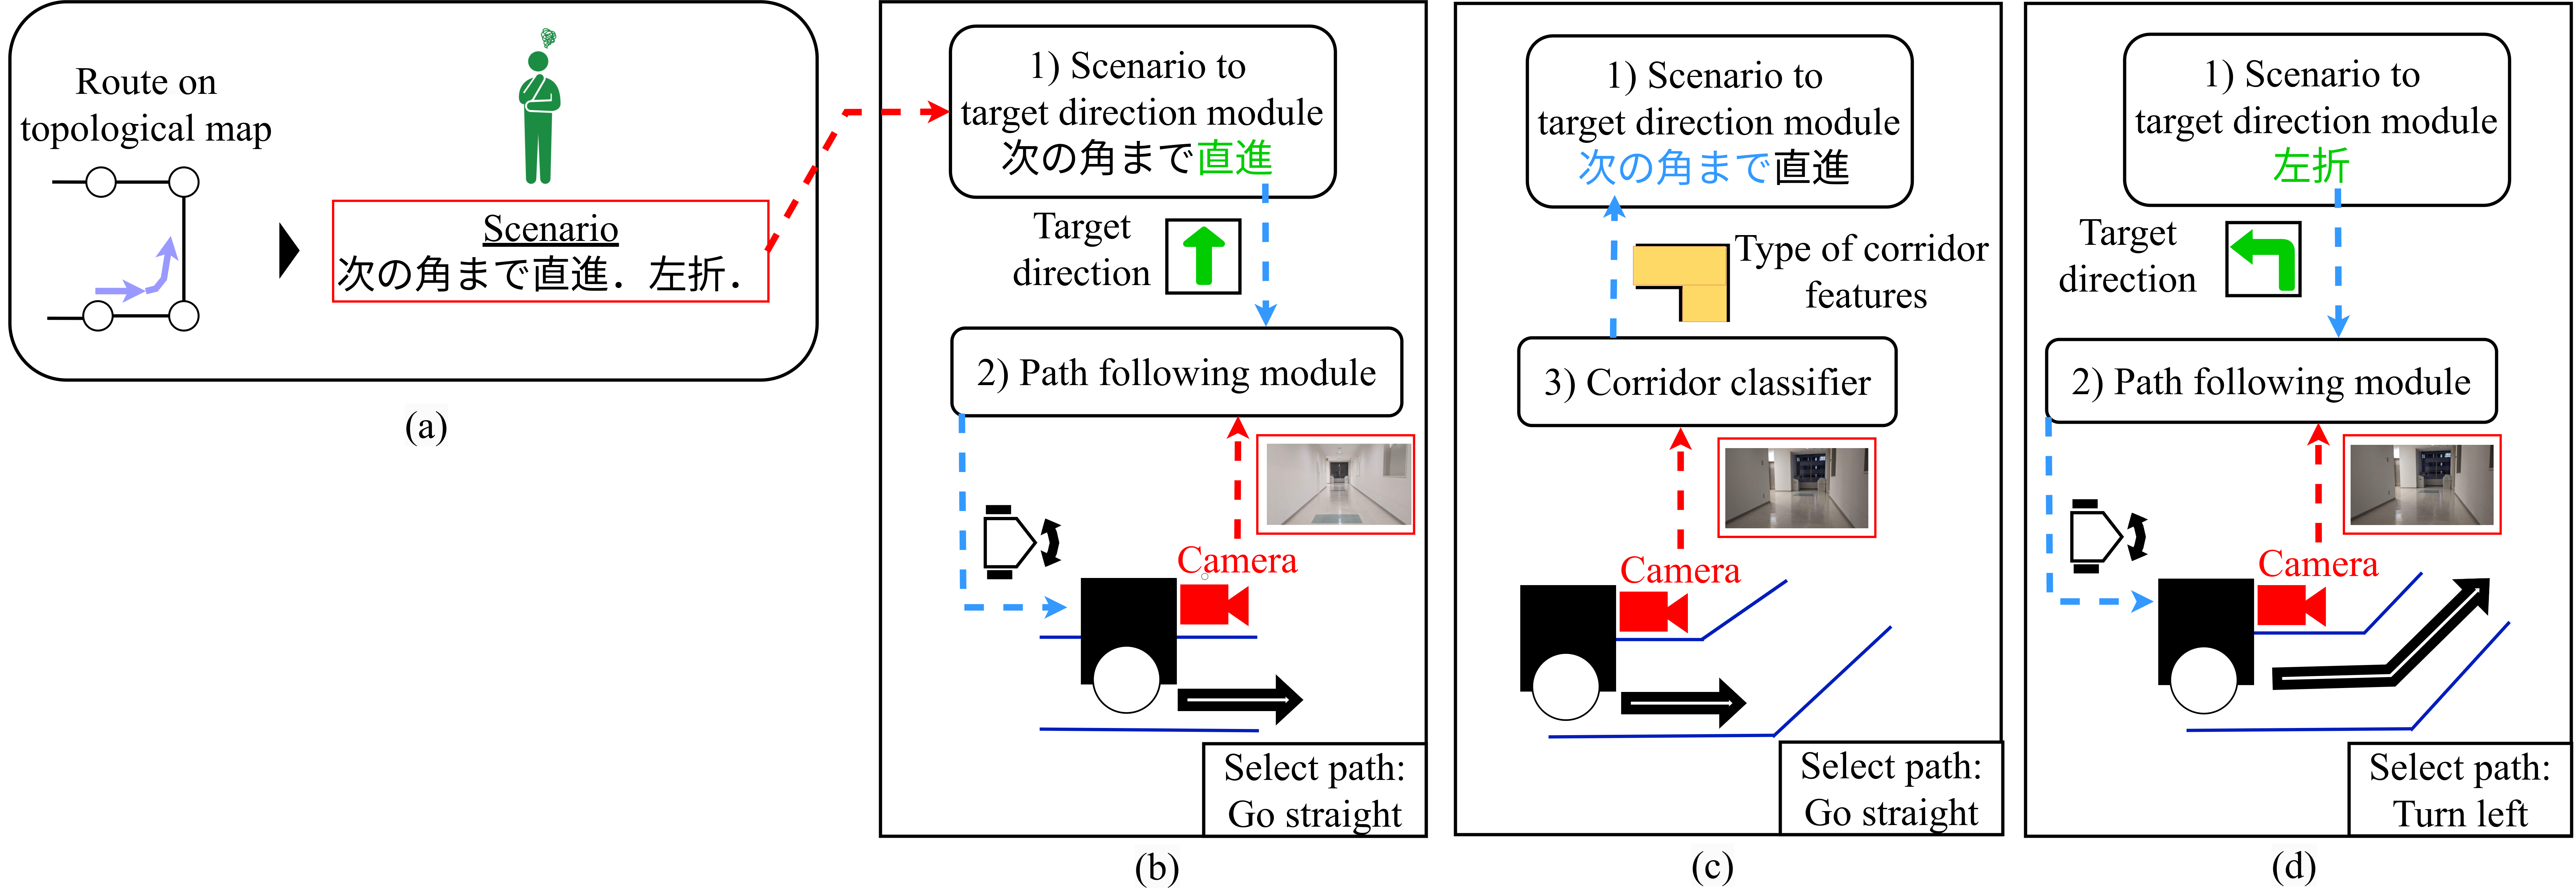 Route on
topological map
Scenario
次の角まで直進．左折．
(a)
1) Scenario to
target direction module
次の角まで直進
Target
direction
2) Path following module
Camera
Select path:
Go straight
(b)
1) Scenario to
target direction module
次の角まで直進
Type of corridor
features
3) Corridor classifier
Camera
Select path:
Go straight
(c)
1) Scenario to
target direction module
左折
Target
direction
2) Path following module
Camera
Select path:
Turn left
(d)